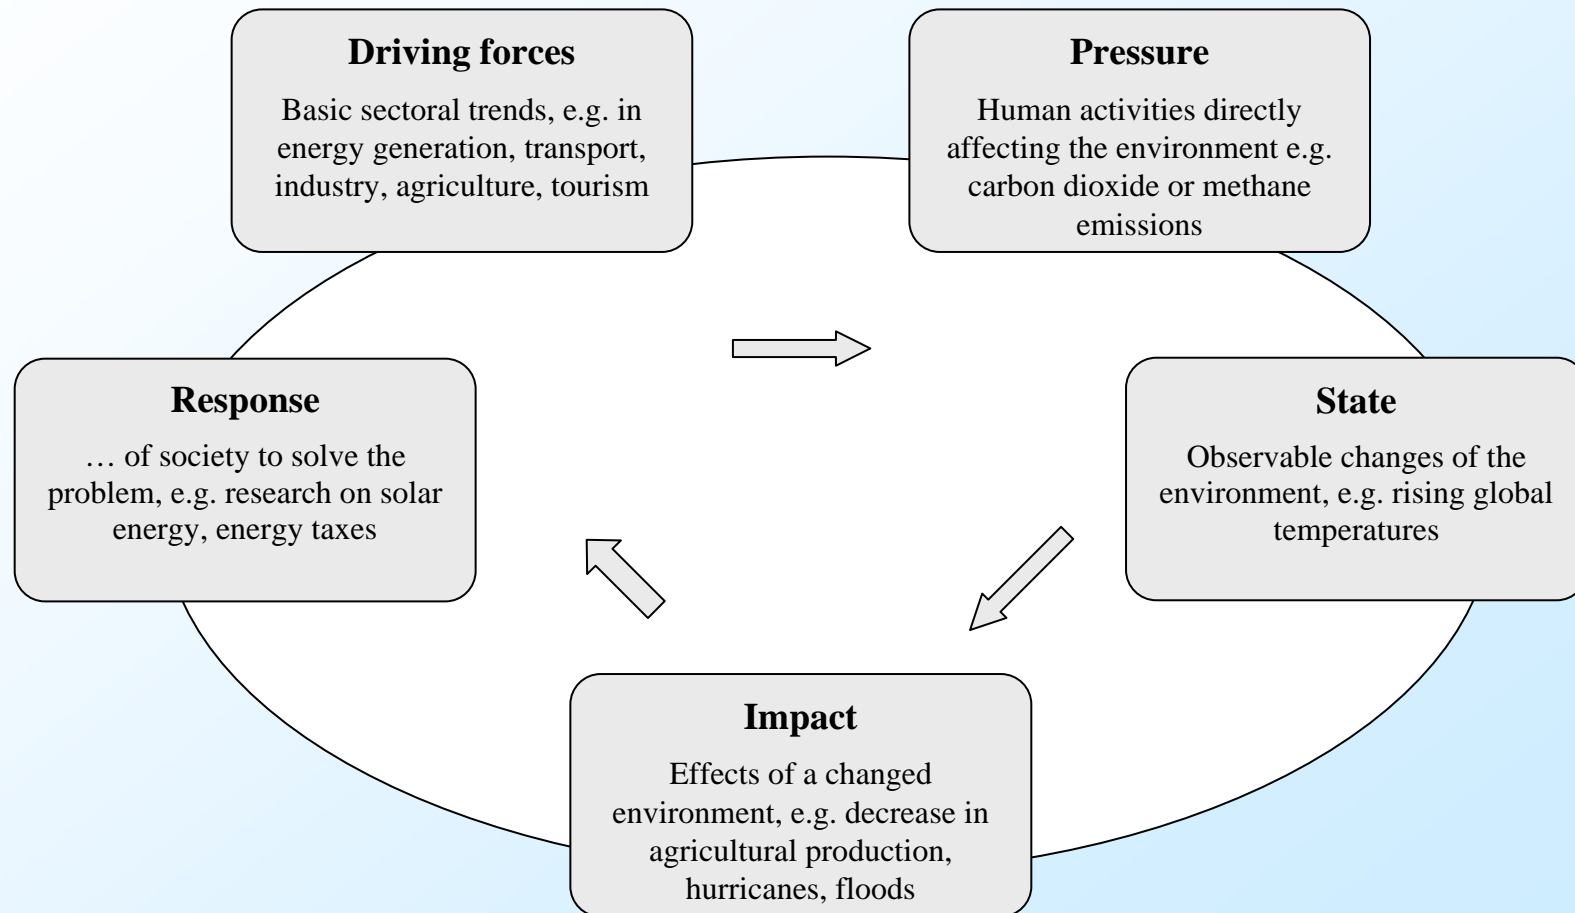 Driving forces
Basic sectoral trends, e.g. in
energy generation, transport,
industry, agriculture, tourism
Pressure
Human activities directly
affecting the environment e.g.
carbon dioxide or methane
emissions
Response
… of society to solve the
problem, e.g. research on solar
energy, energy taxes
State
Observable changes of the
environment, e.g. rising global
temperatures
Impact
Effects of a changed
environment, e.g. decrease in
agricultural production,
hurricanes, floods